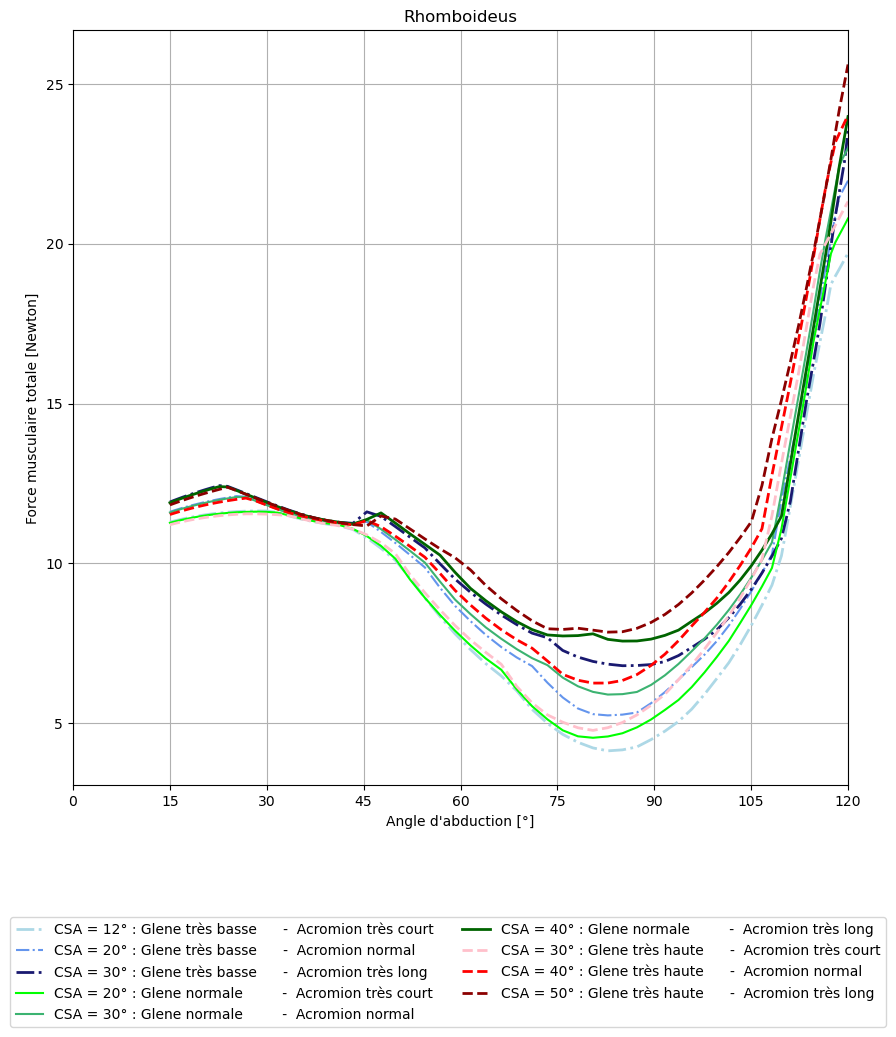 Rhomboideus
Force musculaire totale [Newton]
25
20
15
10
5
0 15 30 45 60 75 90 105 120
Angle d'abduction [°]
CSA = 12° : Glene très basse - Acromion très court
CSA = 20° : Glene très basse - Acromion normal
CSA = 30° : Glene très basse - Acromion très long
CSA = 20° : Glene normale - Acromion très court
CSA = 30° : Glene normale - Acromion normal
CSA = 40° : Glene normale - Acromion très long
CSA = 30° : Glene très haute - Acromion très court
CSA = 40° : Glene très haute - Acromion normal
CSA = 50° : Glene très haute - Acromion très long